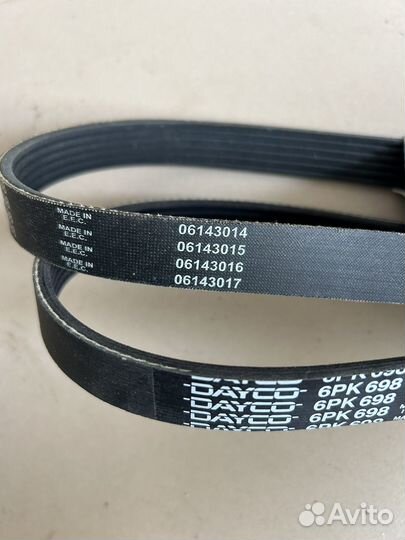 MADE IN
E.E.C.
06143014
MADE IN
E.E.C.
06143015
MADE IN
E.E.C.
06143016
MADE IN
E.E.C.
06143017
DAYCO 6PK 698
DAYCO 6PK 698
DAYCO 6PK 698
Avito